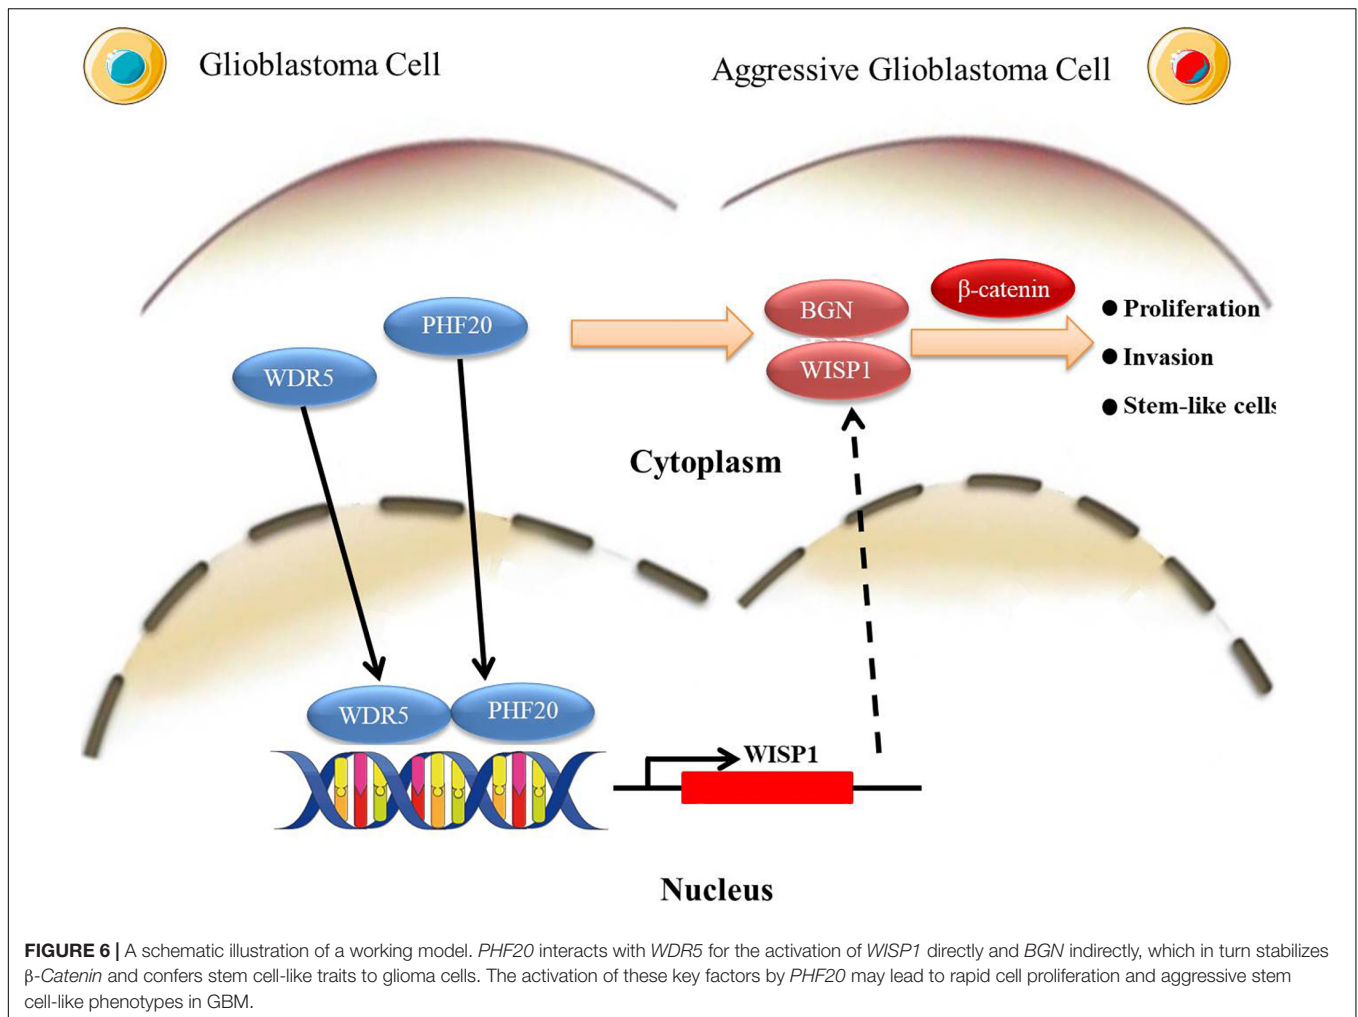 Glioblastoma Cell
Aggressive Glioblastoma Cell
PHF20
WDR5
BGN
WISP1
β-catenin
Proliferation
Invasion
Stem-like cells
Cytoplasm
WDR5
PHF20
WISP1
Nucleus
FIGURE 6 | A schematic illustration of a working model. PHF20 interacts with WDR5 for the activation of WISP1 directly and BGN indirectly, which in turn stabilizes
β-Catenin and confers stem cell-like traits to glioma cells. The activation of these key factors by PHF20 may lead to rapid cell proliferation and aggressive stem
cell-like phenotypes in GBM.